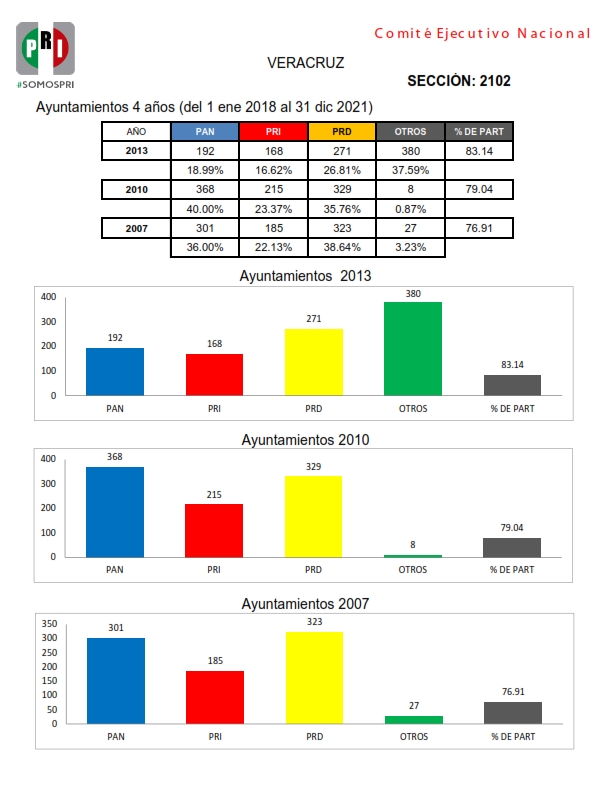 Comité Ejecutivo Nacional
PRI
#SOMOSPRI
VERACRUZ
SECCIÓN: 2102
Ayuntamientos 4 años (del 1 ene 2018 al 31 dic 2021)
AÑO PAN PRI PRD OTROS % DE PART
2013 192 168 271 380 83.14
18.99% 16.62% 26.81% 37.59%
2010 368 215 329 8 79.04
40.00% 23.37% 35.76% 0.87%
2007 301 185 323 27 76.91
36.00% 22.13% 38.64% 3.23%
Ayuntamientos 2013
400
300
200
100
0
192 168 271 380 83.14
PAN PRI PRD OTROS % DE PART
Ayuntamientos 2010
400
300
200
100
0
368 215 329 8 79.04
PAN PRI PRD OTROS % DE PART
Ayuntamientos 2007
350
300
250
200
150
100
50
0
301 185 323 27 76.91
PAN PRI PRD OTROS % DE PART